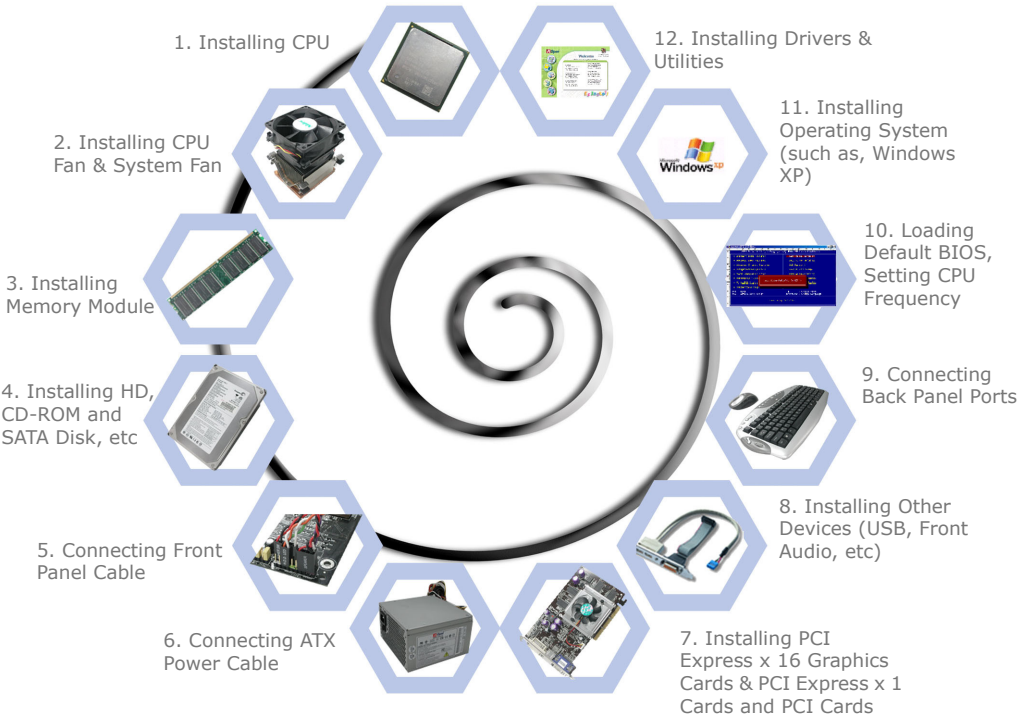 1. Installing CPU
2. Installing CPU
Fan & System Fan
3. Installing
Memory Module
4. Installing HD,
CD-ROM and
SATA Disk, etc
5. Connecting Front
Panel Cable
6. Connecting ATX
Power Cable
7. Installing PCI
Express x 16 Graphics
Cards & PCI Express x 1
Cards and PCI Cards
8. Installing Other
Devices (USB, Front
Audio, etc)
9. Connecting
Back Panel Ports
10. Loading
Default BIOS,
Setting CPU
Frequency
11. Installing
Operating System
(such as, Windows
XP)
Microsoft
Windows xp
12. Installing Drivers &
Utilities